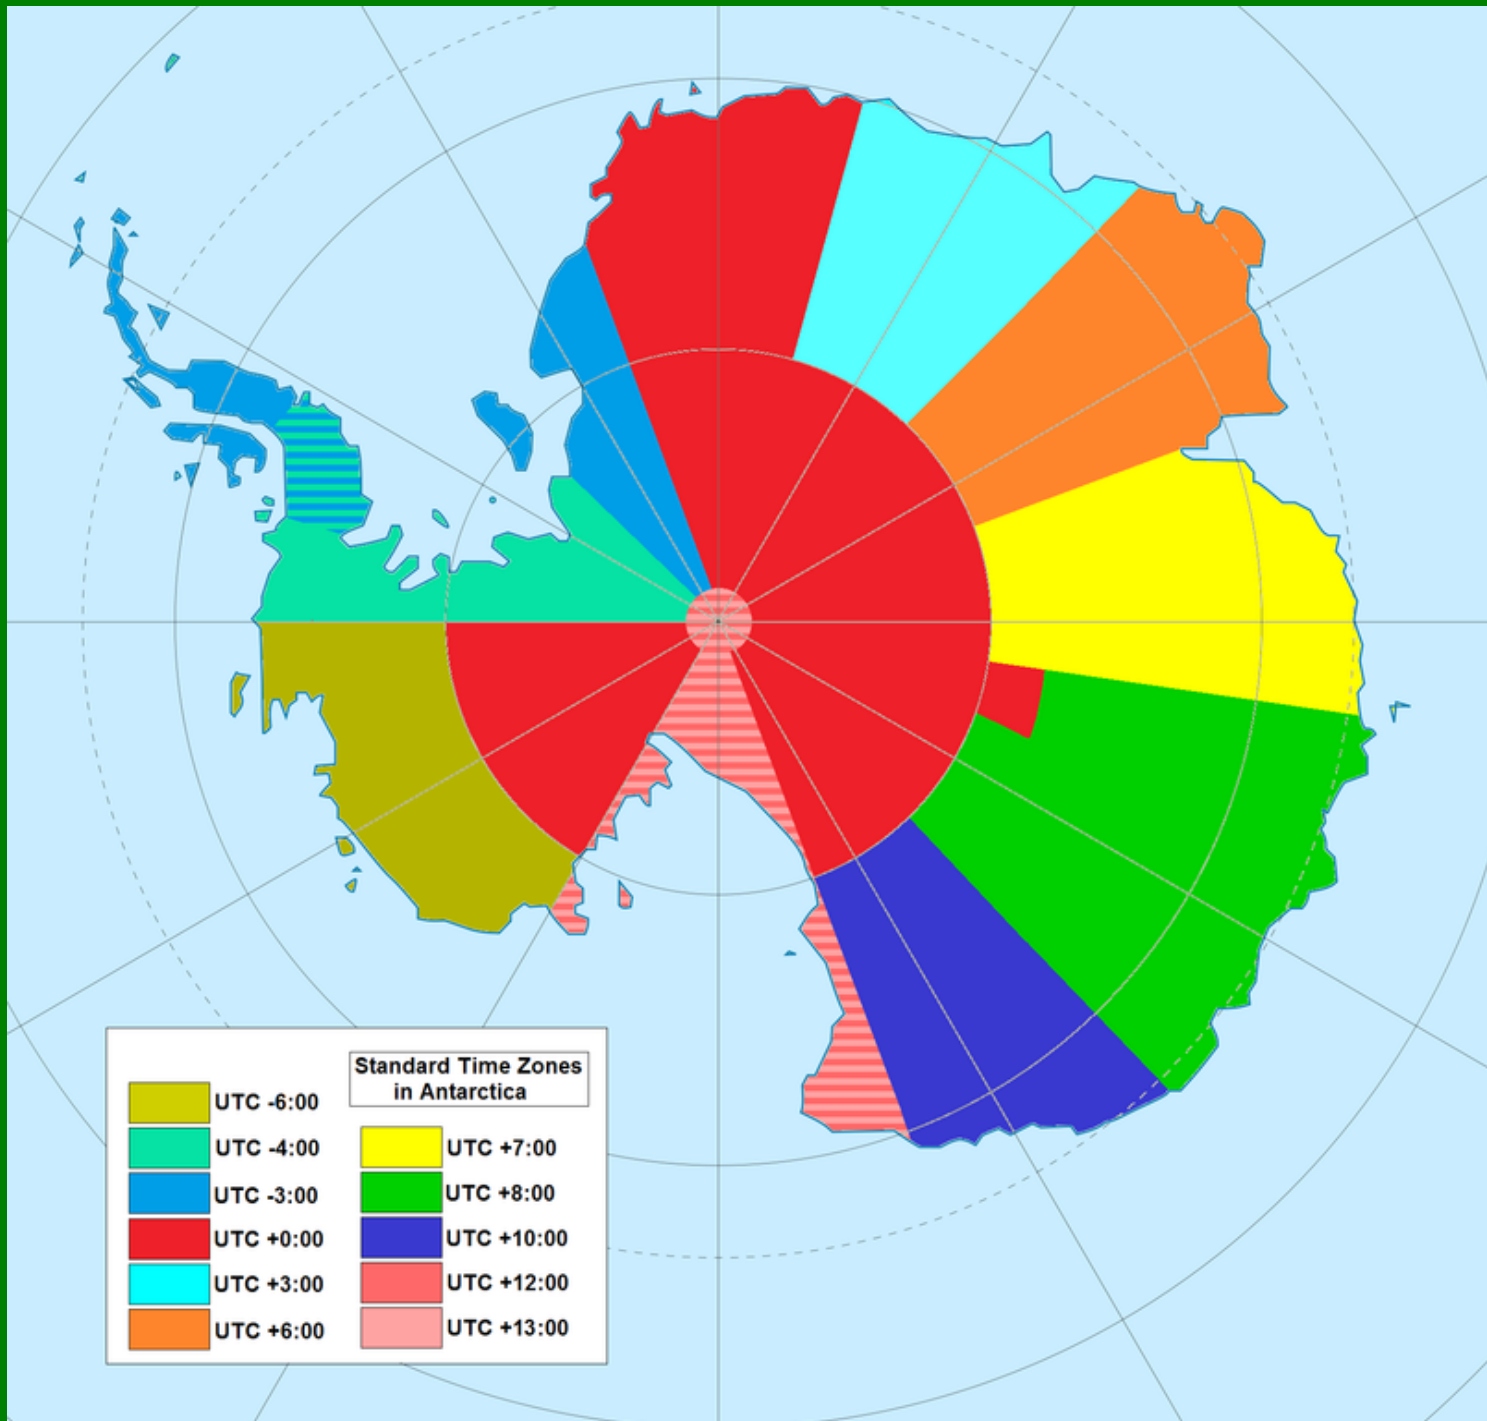 Standard Time Zones
in Antarctica
UTC -6:00
UTC -4:00
UTC -3:00
UTC +0:00
UTC +3:00
UTC +6:00
UTC +7:00
UTC +8:00
UTC +10:00
UTC +12:00
UTC +13:00